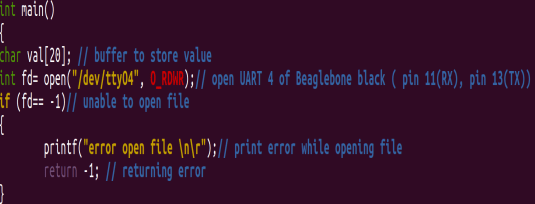 int main()
{
char val[20]; // buffer to store value
int fd= open("/dev/ttyO4", O_RDWR);// open UART 4 of Beaglebone black ( pin 11(RX), pin 13(TX))
if (fd== -1)// unable to open file
{
printf("error open file \n\r");// print error while opening file
return -1; // returning error
}